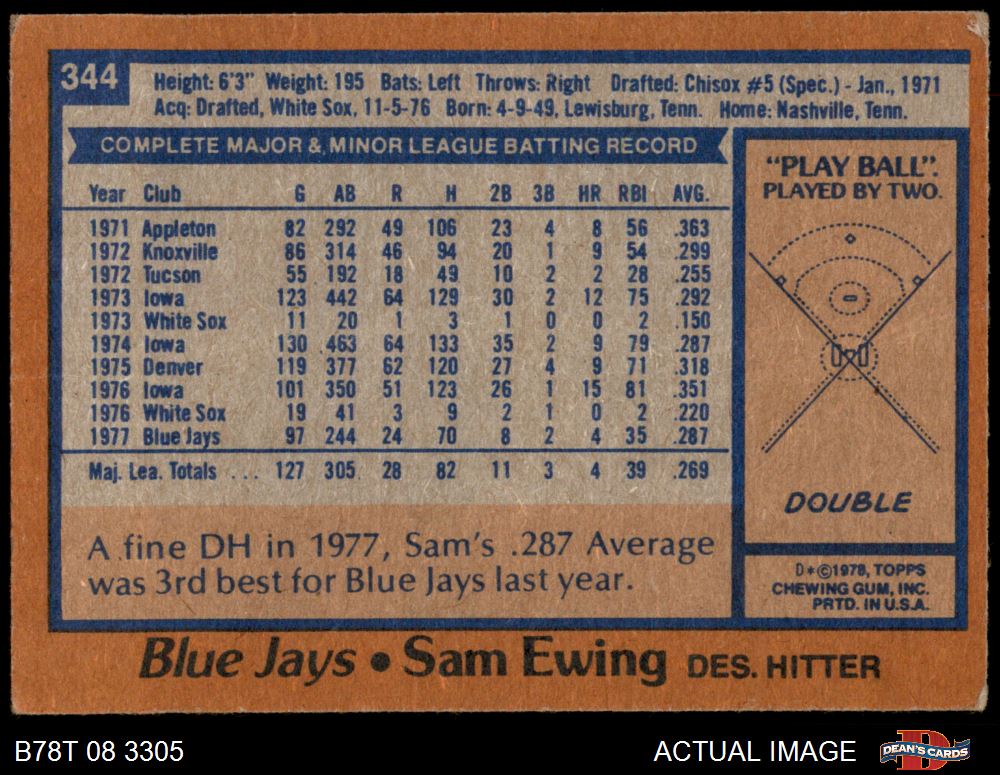 344
Height: 6'3" Weight: 195 Bats: Left Throws: Right Drafted: Chisox #5 (Spec.) - Jan., 1971
Acq: Drafted, White Sox, 11-5-76 Born: 4-9-49, Lewisburg, Tenn. Home: Nashville, Tenn.
COMPLETE MAJOR & MINOR LEAGUE BATTING RECORD
Year Club G AB R H 2B 3B HR RBI AVG.
1971 Appleton 82 292 49 106 23 4 8 56 .363
1972 Knoxville 86 314 46 94 20 1 9 54 .299
1972 Tucson 55 192 18 49 10 2 2 28 .255
1973 Iowa 123 442 64 129 30 2 12 75 .292
1973 White Sox 11 20 1 3 1 0 0 2 .150
1974 Iowa 130 463 64 133 35 2 9 79 .287
1975 Denver 119 377 62 120 27 4 9 71 .318
1976 Iowa 101 350 51 123 26 1 15 81 .351
1976 White Sox 19 41 3 9 2 1 0 2 .220
1977 Blue Jays 97 244 24 70 8 2 4 35 .287
Maj. Lea. Totals ... 127 305 28 82 11 3 4 39 .269
A fine DH in 1977, Sam's .287 Average
was 3rd best for Blue Jays last year.
"PLAY BALL".
PLAYED BY TWO.
DOUBLE
D*©1978, TOPPS
CHEWING GUM, INC.
PRTD. IN U.S.A.
Blue Jays • Sam Ewing DES. HITTER
B78T 08 3305
ACTUAL IMAGE
D
DEAN'S CARDS